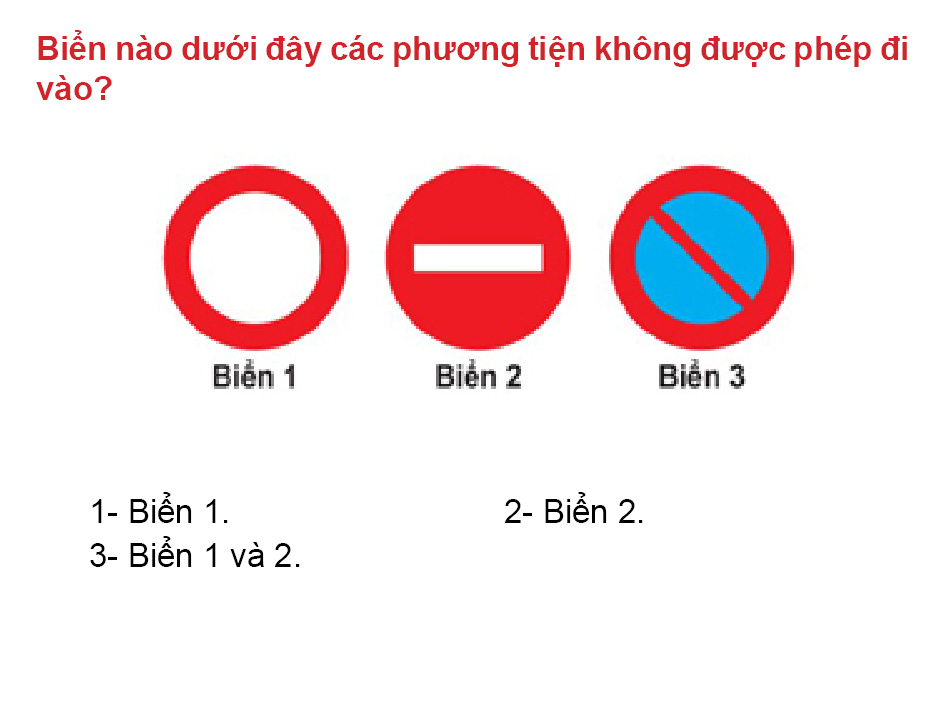 Biển nào dưới đây các phương tiện không được phép đi
vào?
Biển 1 Biển 2 Biển 3
1- Biển 1. 2- Biển 2.
3- Biển 1 và 2.